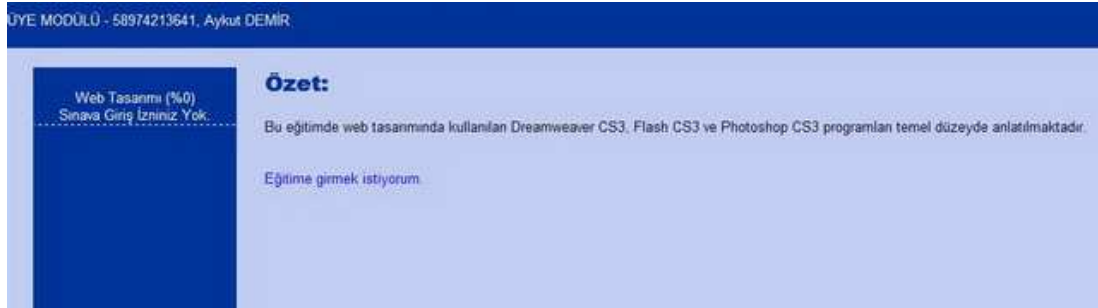 ÜYE MODÜLÜ - 58974213641, Aykut DEMİR
Web Tasarımı (%0)
Sınava Giriş İzniniz Yok.
Özet:
Bu eğitimde web tasarımında kullanılan Dreamweaver CS3, Flash CS3 ve Photoshop CS3 programları temel düzeyde anlatılmaktadır.
Eğitime girmek istiyorum.